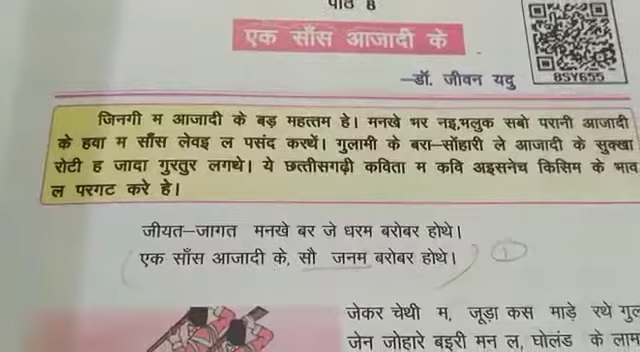 पाठ 8
एक साँस आजादी के
—डॉ. जीवन यदु
8SY655
जिनगी म आजादी के बड़ महत्तम हे। मनखे भर नइ,भलुक सबो परानी आजादी
के हवा म साँस लेवइ ल पसंद करथें। गुलामी के बरा—सोंहारी ले आजादी के सुक्खा
रोटी ह जादा गुरतुर लगथे। ये छत्तीसगढ़ी कविता म कवि अइसनेच किसिम के भाव
ल परगट करे हे।
जीयत—जागत मनखे बर जे धरम बरोबर होथे।
एक साँस आजादी के, सौ जनम बरोबर होथे।
1
जेकर चेथी म, जूड़ा कस माड़े रथे
जेन जोहारे बइरी मन ल, घोलंड के लाम